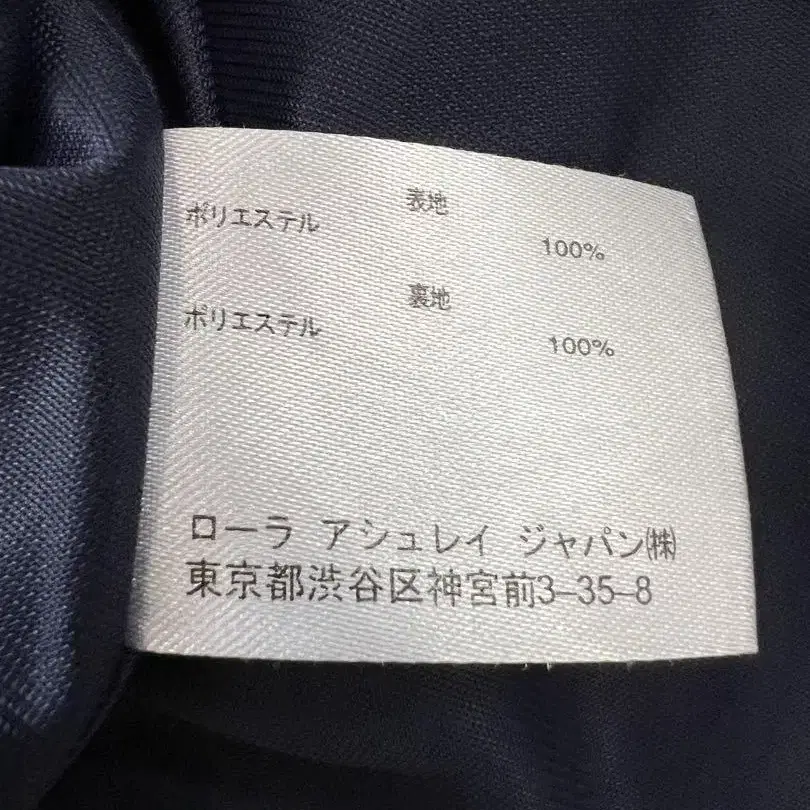 表地
ポリエステル 100%
裏地
ポリエステル 100%
ローラ アシュレイ ジャパン㈱
東京都渋谷区神宮前3-35-8